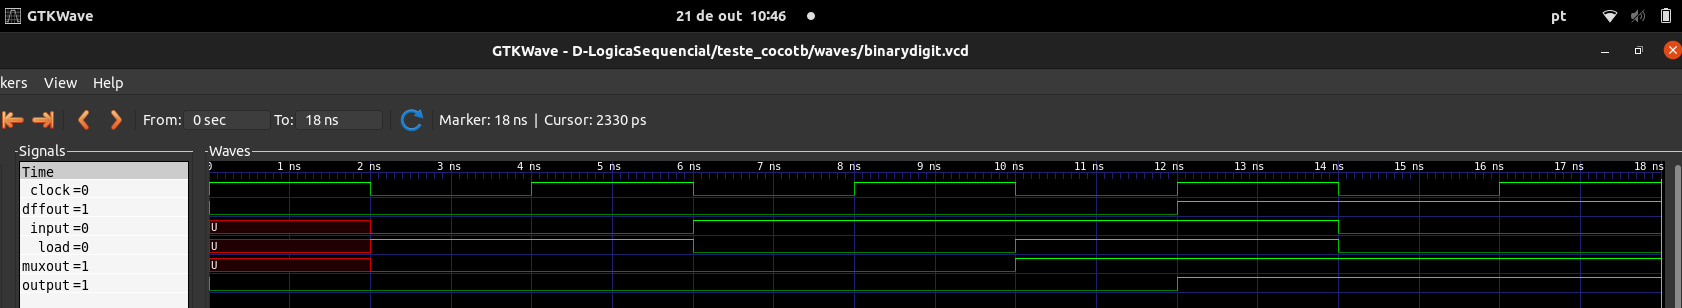 GTKWave 21 de out 10:46 pt
GTKWave - D-LogicaSequencial/teste_cocotb/waves/binarydigit.vcd
kers View Help
From: 0 sec To: 18 ns Marker: 18 ns | Cursor: 2330 ps
Signals Waves
Time 0 1 ns 2 ns 3 ns 4 ns 5 ns 6 ns 7 ns 8 ns 9 ns 10 ns 11 ns 12 ns 13 ns 14 ns 15 ns 16 ns 17 ns 18 ns
clock=0
dffout=1
input=0 U
load=0 U
muxout=1 U
output=1